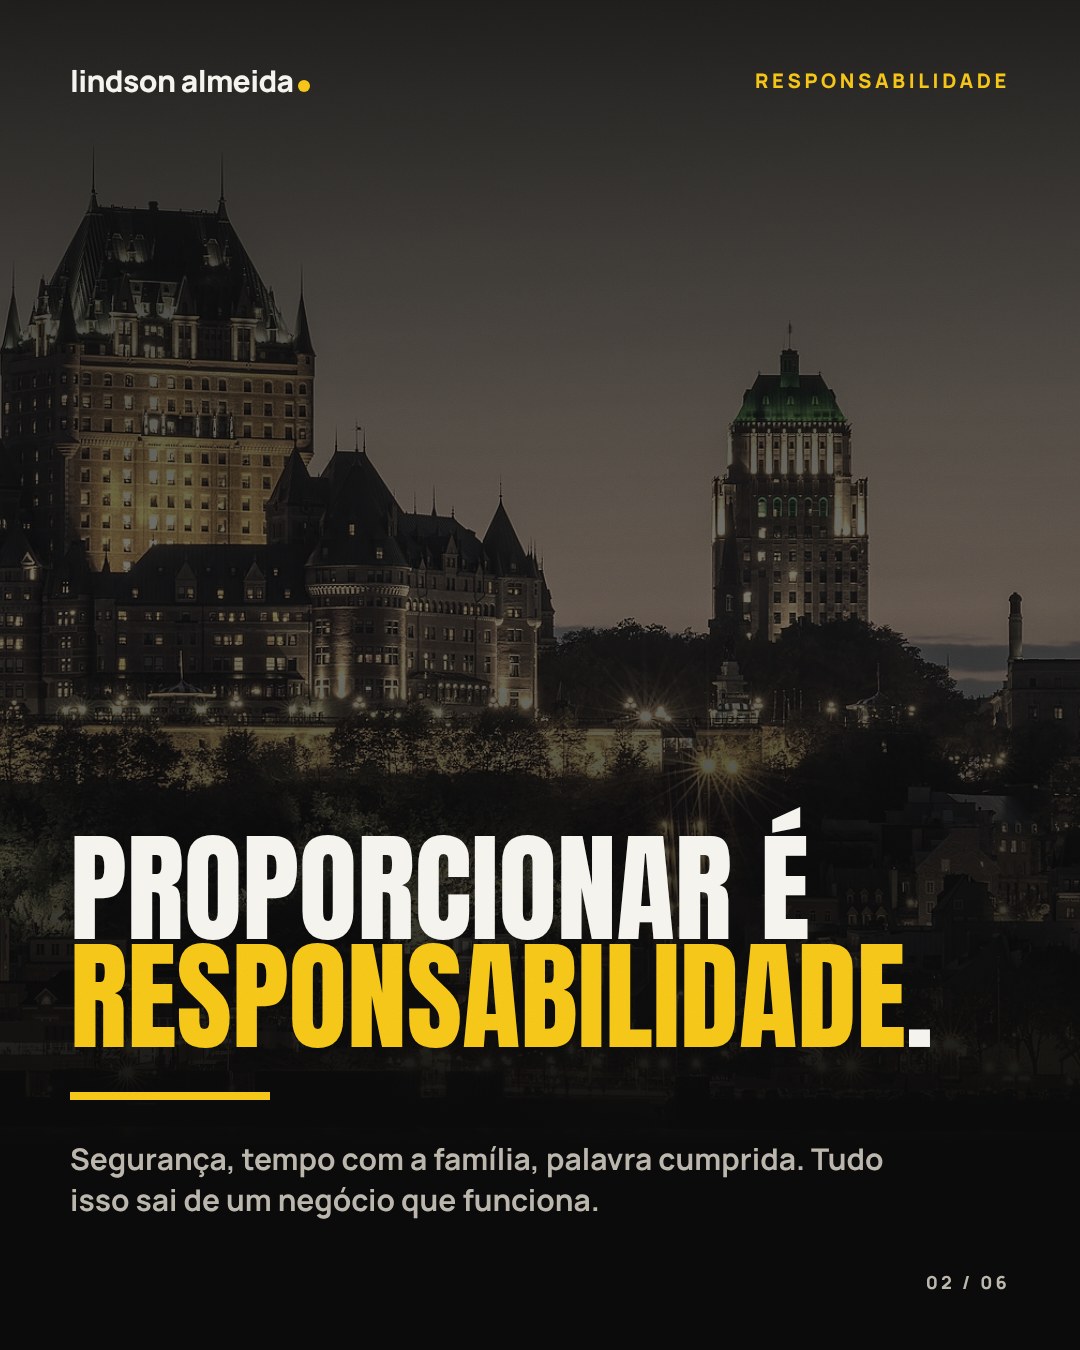 lindson almeida
RESPONSABILIDADE
PROPORCIONAR É
RESPONSABILIDADE.
Segurança, tempo com a família, palavra cumprida. Tudo
isso sai de um negócio que funciona.
02 / 06